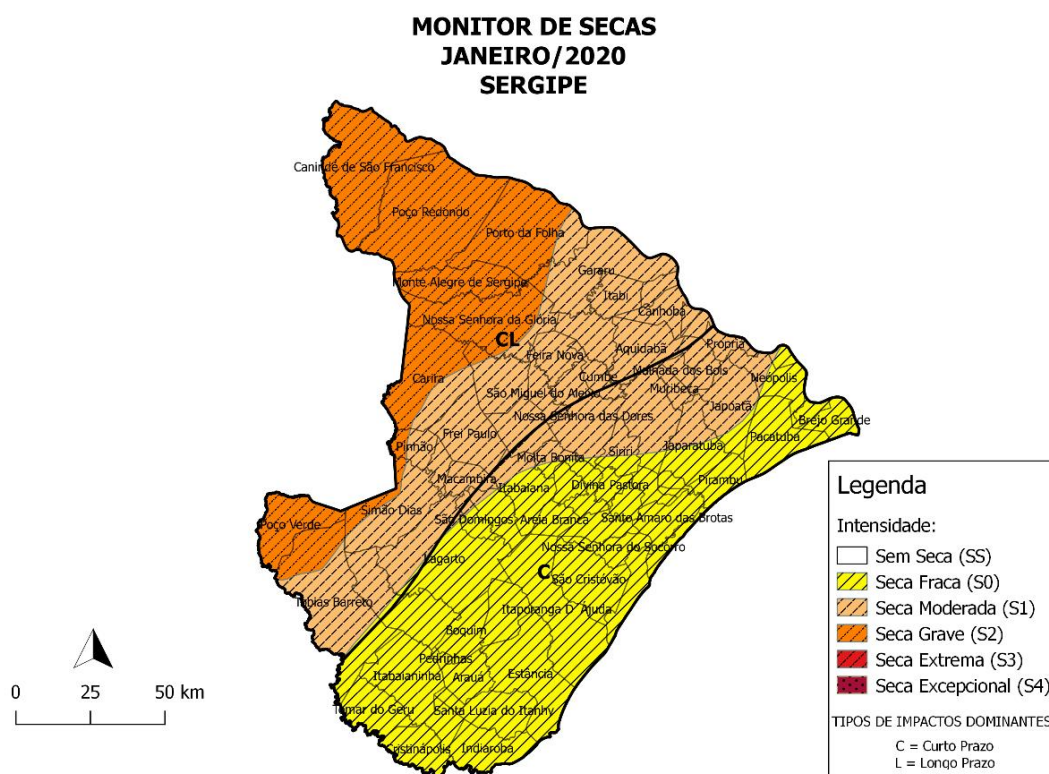 MONITOR DE SECAS
JANEIRO/2020
SERGIPE
Canindé de São Francisco
Poço Redondo
Porto da Folha
Gararu
Monte Alegre de Sergipe
Itabi
Canhoba
Nossa Senhora da Glória
CL
Propriá
Feira Nova
Aquidabã
Malhada dos Bois
Carira
Cumbe
Neópolis
São Miguel do Aleixo
Muribeca
Japoatã
Nossa Senhora das Dores
Brejo Grande
Frei Paulo
Pacatuba
Pinhão
Siriri
Japaratuba
Moita Bonita
Macambira
Pirambu
Itabaiana
Divina Pastora
Simão Dias
São Domingos
Areia Branca
Santo Amaro das Brotas
Poço Verde
Nossa Senhora do Socorro
Lagarto
C
São Cristóvão
Tobias Barreto
Itaporanga D´Ajuda
Boquim
Pedrinhas
Itabaianinha
Arauá
Estância
Tomar do Geru
Santa Luzia do Itanhy
Cristinápolis
Indiaroba
0 25 50 km
Legenda
Intensidade:
Sem Seca (SS)
Seca Fraca (S0)
Seca Moderada (S1)
Seca Grave (S2)
Seca Extrema (S3)
Seca Excepcional (S4)
TIPOS DE IMPACTOS DOMINANTES
C = Curto Prazo
L = Longo Prazo